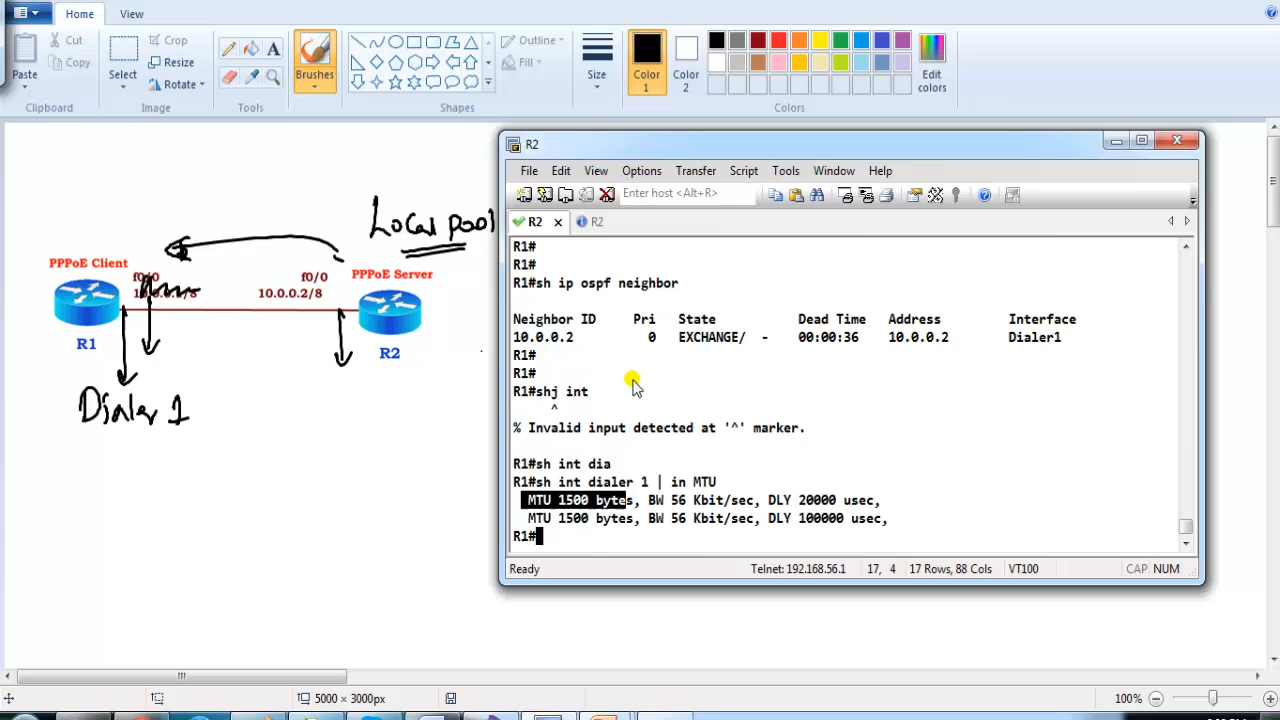 Home
View
Paste
Cut
Copy
Clipboard
Select
Crop
Resize
Rotate
Image
Tools
Brushes
Shapes
Outline
Fill
Size
Color 1
Color 2
Edit colors
Colors
Local pool
PPPoE Client
f0/0
f0/0
10.0.0.2/8
PPPoE Server
R1
R2
Dialer 1
R2
File Edit View Options Transfer Script Tools Window Help
Enter host <Alt+R>
R2
R2
R1#
R1#
R1#sh ip ospf neighbor
Neighbor ID Pri State Dead Time Address Interface
10.0.0.2 0 EXCHANGE/ - 00:00:36 10.0.0.2 Dialer1
R1#
R1#
R1#shj int
^
% Invalid input detected at '^' marker.
R1#sh int dia
R1#sh int dialer 1 | in MTU
MTU 1500 bytes, BW 56 Kbit/sec, DLY 20000 usec,
MTU 1500 bytes, BW 56 Kbit/sec, DLY 100000 usec,
R1#
Ready Telnet: 192.168.56.1 17, 4 17 Rows, 88 Cols VT100 CAP NUM
5000 × 3000px
100%